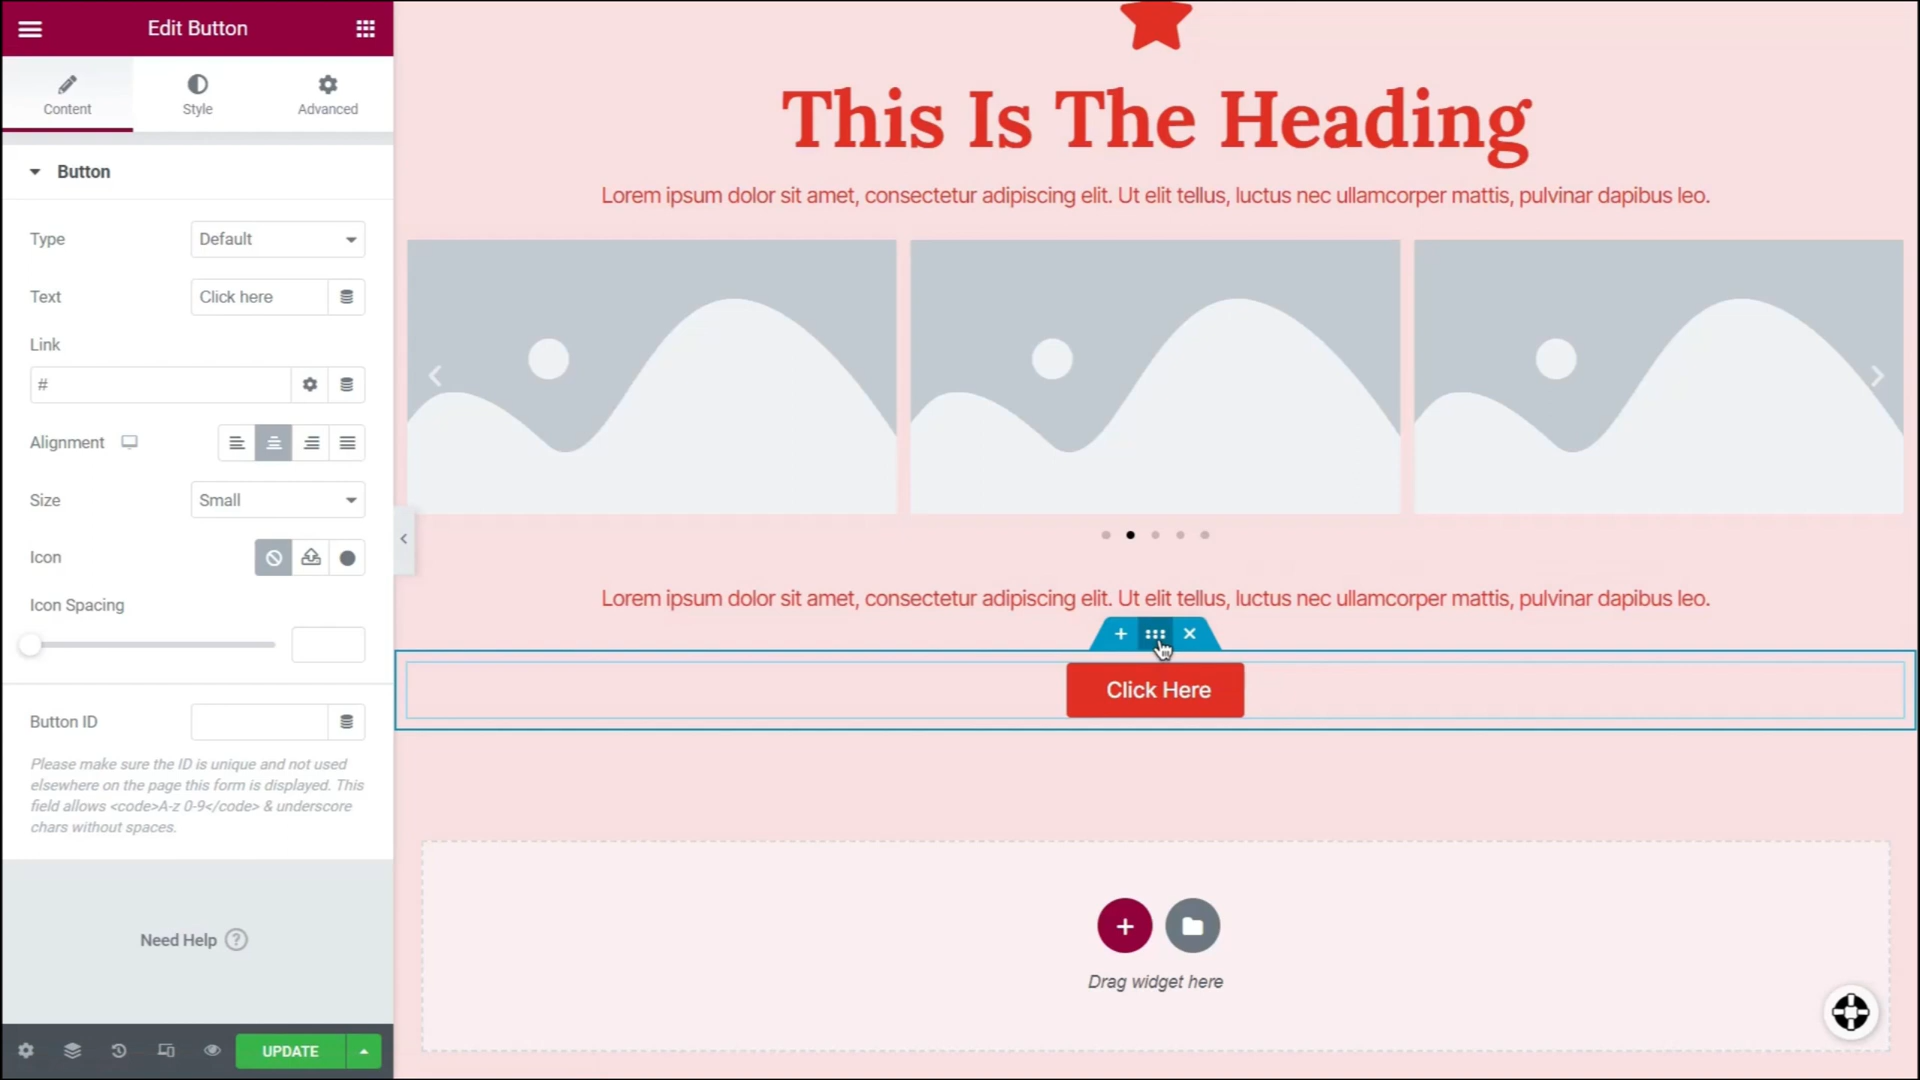 Edit Button
Content
Style
Advanced
Button
Type
Default
Text
Click here
Link
#
Alignment
Size
Small
Icon
Icon Spacing
Button ID
Please make sure the ID is unique and not used
elsewhere on the page this form is displayed. This
field allows <code>A-z 0-9</code> & underscore
chars without spaces.
Need Help
UPDATE
This Is The Heading
Lorem ipsum dolor sit amet, consectetur adipiscing elit. Ut elit tellus, luctus nec ullamcorper mattis, pulvinar dapibus leo.
Lorem ipsum dolor sit amet, consectetur adipiscing elit. Ut elit tellus, luctus nec ullamcorper mattis, pulvinar dapibus leo.
Click Here
Drag widget here